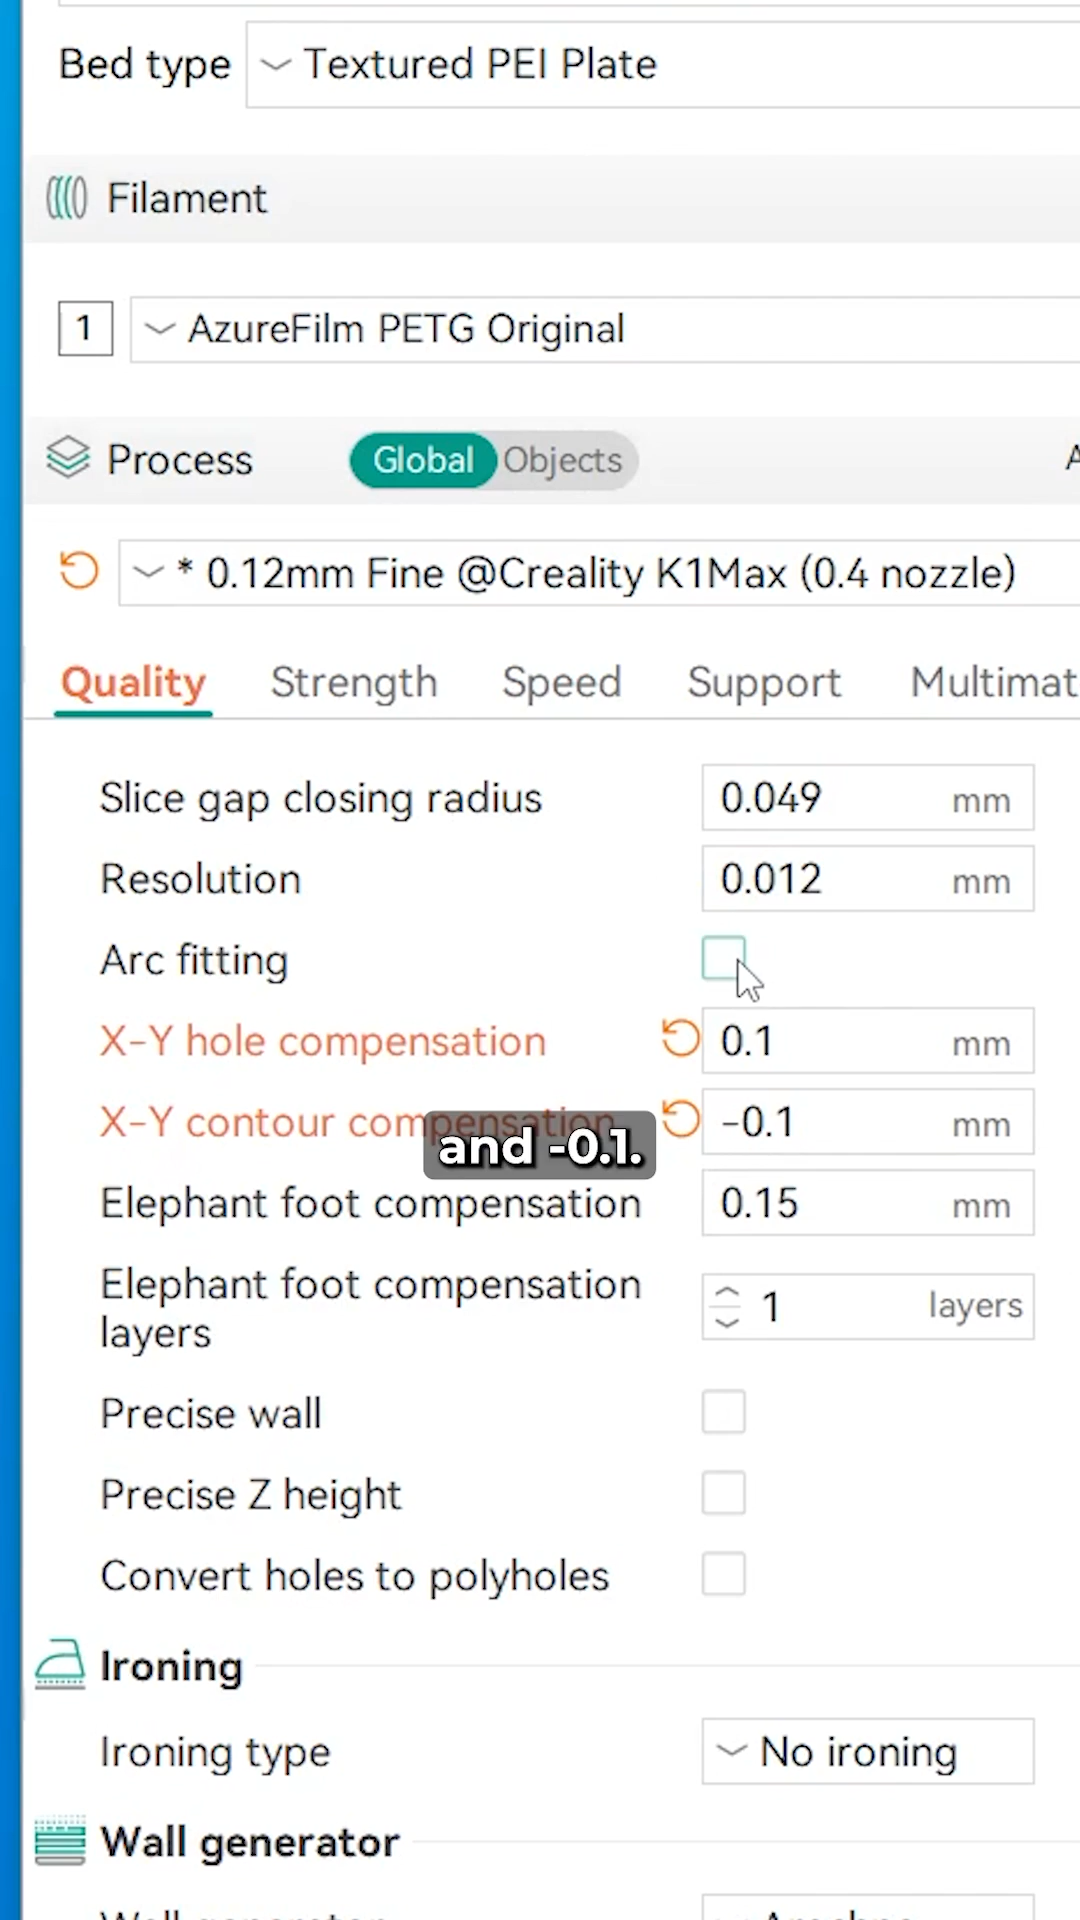 Bed type Textured PEI Plate
Filament
1 AzureFilm PETG Original
Process Global Objects A
* 0.12mm Fine @Creality K1Max (0.4 nozzle)
Quality Strength Speed Support Multimat
Slice gap closing radius 0.049 mm
Resolution 0.012 mm
Arc fitting
X-Y hole compensation 0.1 mm
X-Y contour compensation -0.1 mm
and -0.1.
Elephant foot compensation 0.15 mm
Elephant foot compensation
layers 1 layers
Precise wall
Precise Z height
Convert holes to polyholes
Ironing
Ironing type No ironing
Wall generator
Wall generator Arachne